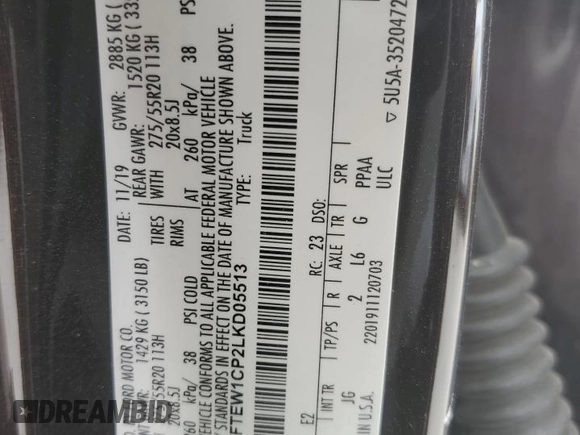 RD MOTOR CO.
DATE: 11/19
GVWR: 2885 KG (
1429 KG ( 3150 LB)
REAR GAWR: 1520 KG (
55R20 113H
TIRES WITH 275/55R20 113H
20x8.5J
RIMS
20x8.5J
kPa/ 38 PSI COLD
AT 260 kPa/ 38 PSI
VEHICLE CONFORMS TO ALL APPLICABLE FEDERAL MOTOR VEHICLE
STANDARDS IN EFFECT ON THE DATE OF MANUFACTURE SHOWN ABOVE.
FTEW1CP2LKD05513
TYPE: Truck
E2
RC: 23
DSO:
INT TR
TP/PS
R
AXLE
TR
SPR
JG
2
L6
G
PPAA
IN U.S.A.
2201911120703
ULC
5U5A-3520472
DREAMBID